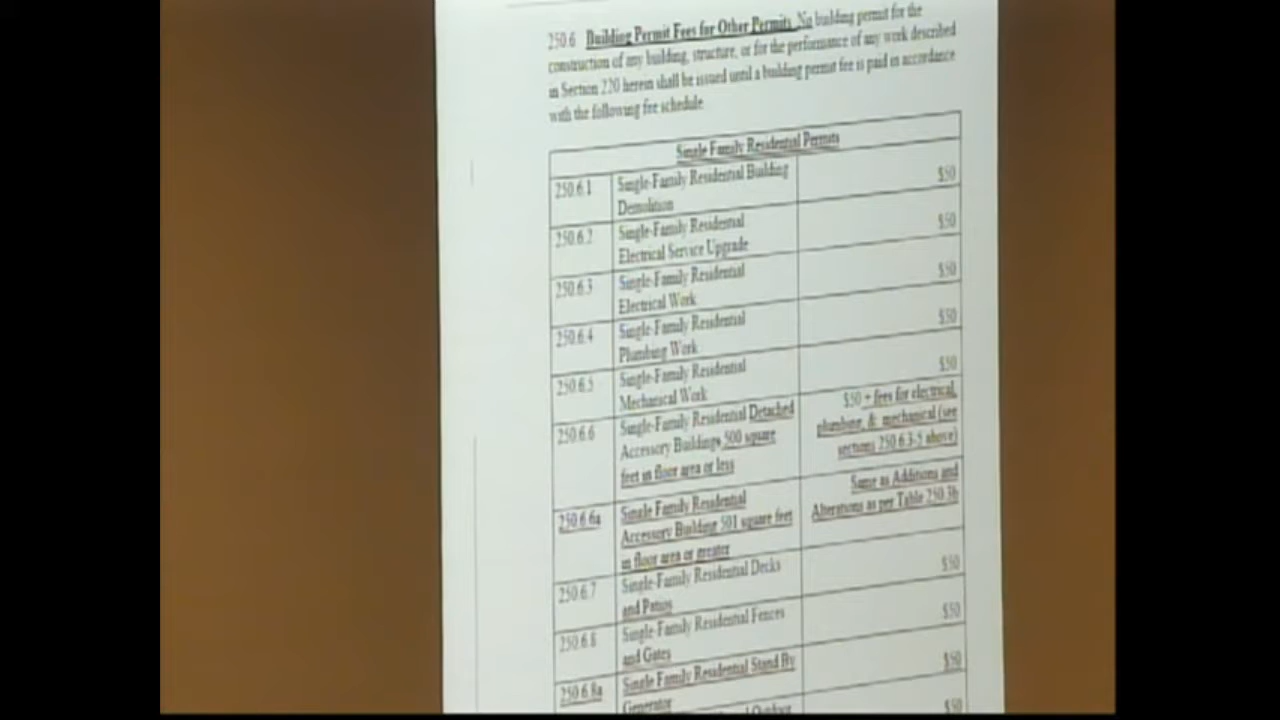 250.6 Building Permit Fees for Other Permits No building permit for the
construction of any building, structure, or for the performance of any work described
in Section 220 herein shall be issued until a building permit fee is paid in accordance
with the following fee schedule
Single Family Residential Permits
250.6.1 Single-Family Residential Building $50
Demolition
250.6.2 Single-Family Residential $50
Electrical Service Upgrade
250.6.3 Single-Family Residential $50
Electrical Work
250.6.4 Single-Family Residential $50
Plumbing Work
250.6.5 Single-Family Residential $50
Mechanical Work
250.6.6 Single-Family Residential Detached $50 + fees for electrical,
Accessory Buildings 500 square plumbing, & mechanical (see
feet in floor area or less sections 250.6.3-5 above)
250.6.6a Single Family Residential Same as Additions and
Accessory Building 501 square feet Alterations as per Table 250.3b
in floor area or greater
250.6.7 Single-Family Residential Decks $50
and Patios
250.6.8 Single-Family Residential Fences $50
and Gates
250.6.8a Single Family Residential Stand By $50
Generator
Outdoor $50